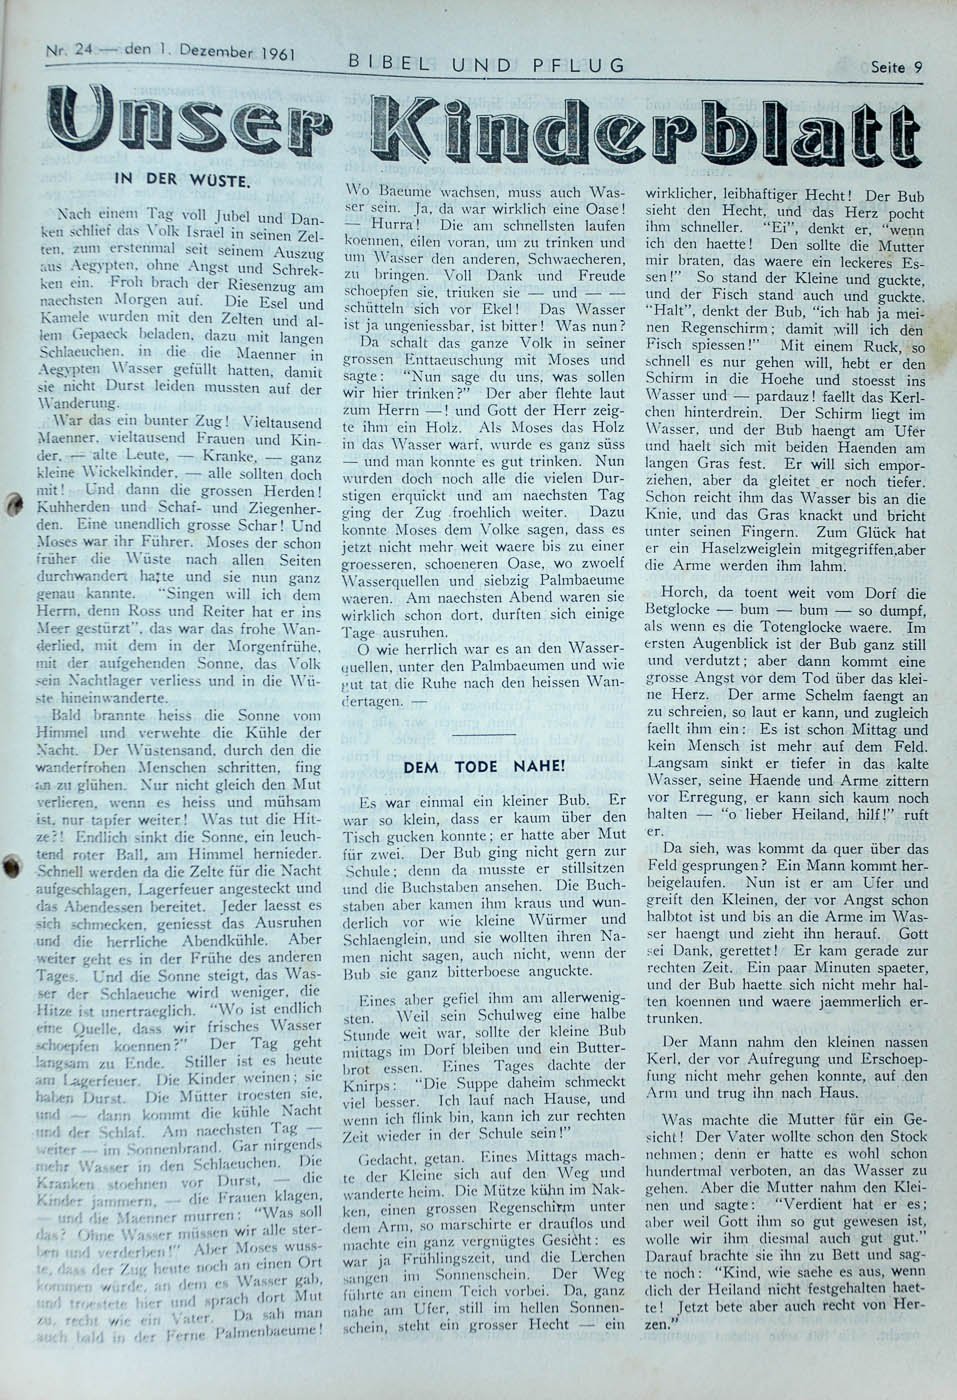 Nr. 24 — den 1. Dezember 1961
BIBEL UND PFLUG
Seite 9
Unser Kinderblatt
IN DER WÜSTE.
Nach einem Tag voll Jubel und Dan-
ken schlief das Volk Israel in seinen Zel-
ten, zum erstenmal seit seinem Auszug
aus Aegypten, ohne Angst und Schrek-
ken ein. Froh brach der Riesenzug am
naechsten Morgen auf. Die Esel und
Kamele wurden mit den Zelten und al-
lem Gepaeck beladen, dazu mit langen
Schlaeuchen, in die die Maenner in
Aegypten Wasser gefüllt hatten, damit
sie nicht Durst leiden mussten auf der
Wanderung.
War das ein bunter Zug! Vieltausend
Maenner, vieltausend Frauen und Kin-
der, — alte Leute, — Kranke, — ganz
kleine Wickelkinder, — alle sollten doch
mit! Und dann die grossen Herden!
Kuhherden und Schaf- und Ziegenher-
den. Eine unendlich grosse Schar! Und
Moses war ihr Führer. Moses der schon
früher die Wüste nach allen Seiten
durchwandert hatte und sie nun ganz
genau kannte. "Singen will ich dem
Herrn, denn Ross und Reiter hat er ins
Meer gestürzt", das war das frohe Wan-
derlied, mit dem in der Morgenfrühe,
mit der aufgehenden Sonne, das Volk
sein Nachtlager verliess und in die Wü-
ste hineinwanderte.
Bald brannte heiss die Sonne vom
Himmel und verwehte die Kühle der
Nacht. Der Wüstensand, durch den die
wanderfrohen Menschen schritten, fing
an zu glühen. Nur nicht gleich den Mut
verlieren, wenn es heiss und mühsam
ist, nur tapfer weiter! Was tut die Hit-
ze?! Endlich sinkt die Sonne, ein leuch-
tend roter Ball, am Himmel hernieder.
Schnell werden da die Zelte für die Nacht
aufgeschlagen, Lagerfeuer angesteckt und
das Abendessen bereitet. Jeder laesst es
sich schmecken, geniesst das Ausruhen
und die herrliche Abendkühle. Aber
weiter geht es in der Frühe des anderen
Tages. Und die Sonne steigt, das Was-
ser der Schlaeuche wird weniger, die
Hitze ist unertraeglich. "Wo ist endlich
eine Quelle, dass wir frisches Wasser
schoepfen koennen?" Der Tag geht
langsam zu Ende. Stiller ist es heute
am Lagerfeuer. Die Kinder weinen; sie
haben Durst. Die Mütter troesten sie,
und — dann kommt die kühle Nacht
und der Schlaf. Am naechsten Tag —
weiter — im Sonnenbrand. Gar nirgends
mehr Wasser in den Schlaeuchen. Die
Kranken stoehnen vor Durst, — die
Kinder jammern, — die Frauen klagen,
— und die Maenner murren: "Was soll
das? Ohne Wasser müssen wir alle ster-
ben und verderben!" Aber Moses wuss-
te, dass der Zug heute noch an einen Ort
kommen würde, an dem es Wasser gab,
und troestete hier und sprach dort Mut
zu, recht wie ein Vater. Da sah man
auch bald in der Ferne Palmenbaeume!
Wo Baeume wachsen, muss auch Was-
ser sein. Ja, da war wirklich eine Oase!
— Hurra! Die am schnellsten laufen
koennen, eilen voran, um zu trinken und
um Wasser den anderen, Schwaecheren,
zu bringen. Voll Dank und Freude
schoepfen sie, trinken sie — und — —
schütteln sich vor Ekel! Das Wasser
ist ja ungeniessbar, ist bitter! Was nun?
Da schalt das ganze Volk in seiner
grossen Enttaeuschung mit Moses und
sagte: "Nun sage du uns, was sollen
wir hier trinken?" Der aber flehte laut
zum Herrn —! und Gott der Herr zeig-
te ihm ein Holz. Als Moses das Holz
in das Wasser warf, wurde es ganz süss
— und man konnte es gut trinken. Nun
wurden doch noch alle die vielen Dur-
stigen erquickt und am naechsten Tag
ging der Zug froehlich weiter. Dazu
konnte Moses dem Volke sagen, dass es
jetzt nicht mehr weit waere bis zu einer
groesseren, schoeneren Oase, wo zwoelf
Wasserquellen und siebzig Palmbaeume
waeren. Am naechsten Abend waren sie
wirklich schon dort, durften sich einige
Tage ausruhen.
O wie herrlich war es an den Wasser-
quellen, unter den Palmbaeumen und wie
gut tat die Ruhe nach den heissen Wan-
dertagen. —
DEM TODE NAHE!
Es war einmal ein kleiner Bub. Er
war so klein, dass er kaum über den
Tisch gucken konnte; er hatte aber Mut
für zwei. Der Bub ging nicht gern zur
Schule; denn da musste er stillsitzen
und die Buchstaben ansehen. Die Buch-
staben aber kamen ihm kraus und wun-
derlich vor wie kleine Würmer und
Schlaenglein, und sie wollten ihren Na-
men nicht sagen, auch nicht, wenn der
Bub sie ganz bitterboese anguckte.
Eines aber gefiel ihm am allerwenig-
sten. Weil sein Schulweg eine halbe
Stunde weit war, sollte der kleine Bub
mittags im Dorf bleiben und ein Butter-
brot essen. Eines Tages dachte der
Knirps: "Die Suppe daheim schmeckt
viel besser. Ich lauf nach Hause, und
wenn ich flink bin, kann ich zur rechten
Zeit wieder in der Schule sein!"
Gedacht, getan. Eines Mittags mach-
te der Kleine sich auf den Weg und
wanderte heim. Die Mütze kühn im Nak-
ken, einen grossen Regenschirm unter
dem Arm, so marschirte er drauflos und
machte ein ganz vergnügtes Gesicht: es
war ja Frühlingszeit, und die Lerchen
sangen im Sonnenschein. Der Weg
führte an einem Teich vorbei. Da, ganz
nahe am Ufer, still im hellen Sonnen-
schein, steht ein grosser Hecht — ein
wirklicher, leibhaftiger Hecht! Der Bub
sieht den Hecht, und das Herz pocht
ihm schneller. "Ei", denkt er, "wenn
ich den haette! Den sollte die Mutter
mir braten, das waere ein leckeres Es-
sen!" So stand der Kleine und guckte,
und der Fisch stand auch und guckte.
"Halt", denkt der Bub, "ich hab ja mei-
nen Regenschirm; damit will ich den
Fisch spiessen!" Mit einem Ruck, so
schnell es nur gehen will, hebt er den
Schirm in die Hoehe und stoesst ins
Wasser und — pardauz! faellt das Kerl-
chen hinterdrein. Der Schirm liegt im
Wasser, und der Bub haengt am Ufer
und haelt sich mit beiden Haenden am
langen Gras fest. Er will sich empor-
ziehen, aber da gleitet er noch tiefer.
Schon reicht ihm das Wasser bis an die
Knie, und das Gras knackt und bricht
unter seinen Fingern. Zum Glück hat
er ein Haselzweiglein mitgegriffen,aber
die Arme werden ihm lahm.
Horch, da toent weit vom Dorf die
Betglocke — bum — bum — so dumpf,
als wenn es die Totenglocke waere. Im
ersten Augenblick ist der Bub ganz still
und verdutzt; aber dann kommt eine
grosse Angst vor dem Tod über das klei-
ne Herz. Der arme Schelm faengt an
zu schreien, so laut er kann, und zugleich
faellt ihm ein: Es ist schon Mittag und
kein Mensch ist mehr auf dem Feld.
Langsam sinkt er tiefer in das kalte
Wasser, seine Haende und Arme zittern
vor Erregung, er kann sich kaum noch
halten — "o lieber Heiland, hilf!" ruft
er.
Da sieh, was kommt da quer über das
Feld gesprungen? Ein Mann kommt her-
beigelaufen. Nun ist er am Ufer und
greift den Kleinen, der vor Angst schon
halbtot ist und bis an die Arme im Was-
ser haengt und zieht ihn herauf. Gott
sei Dank, gerettet! Er kam gerade zur
rechten Zeit. Ein paar Minuten spaeter,
und der Bub haette sich nicht mehr hal-
ten koennen und waere jaemmerlich er-
trunken.
Der Mann nahm den kleinen nassen
Kerl, der vor Aufregung und Erschoep-
fung nicht mehr gehen konnte, auf den
Arm und trug ihn nach Haus.
Was machte die Mutter für ein Ge-
sicht! Der Vater wollte schon den Stock
nehmen; denn er hatte es wohl schon
hundertmal verboten, an das Wasser zu
gehen. Aber die Mutter nahm den Klei-
nen und sagte: "Verdient hat er es;
aber weil Gott ihm so gut gewesen ist,
wolle wir ihm diesmal auch gut gut."
Darauf brachte sie ihn zu Bett und sag-
te noch: "Kind, wie saehe es aus, wenn
dich der Heiland nicht festgehalten haet-
te! Jetzt bete aber auch recht von Her-
zen."